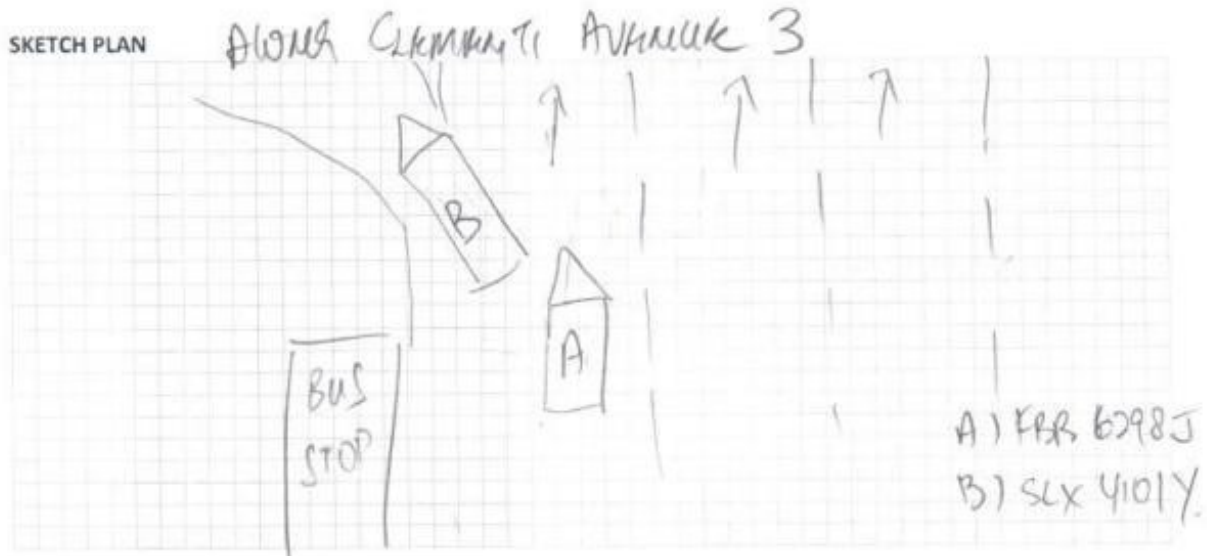 SKETCH PLAN
ALONG CLEMENTI AVENUE 3
B
A
BUS
STOP
A) FBR 6298J
B) SLX 4101Y.